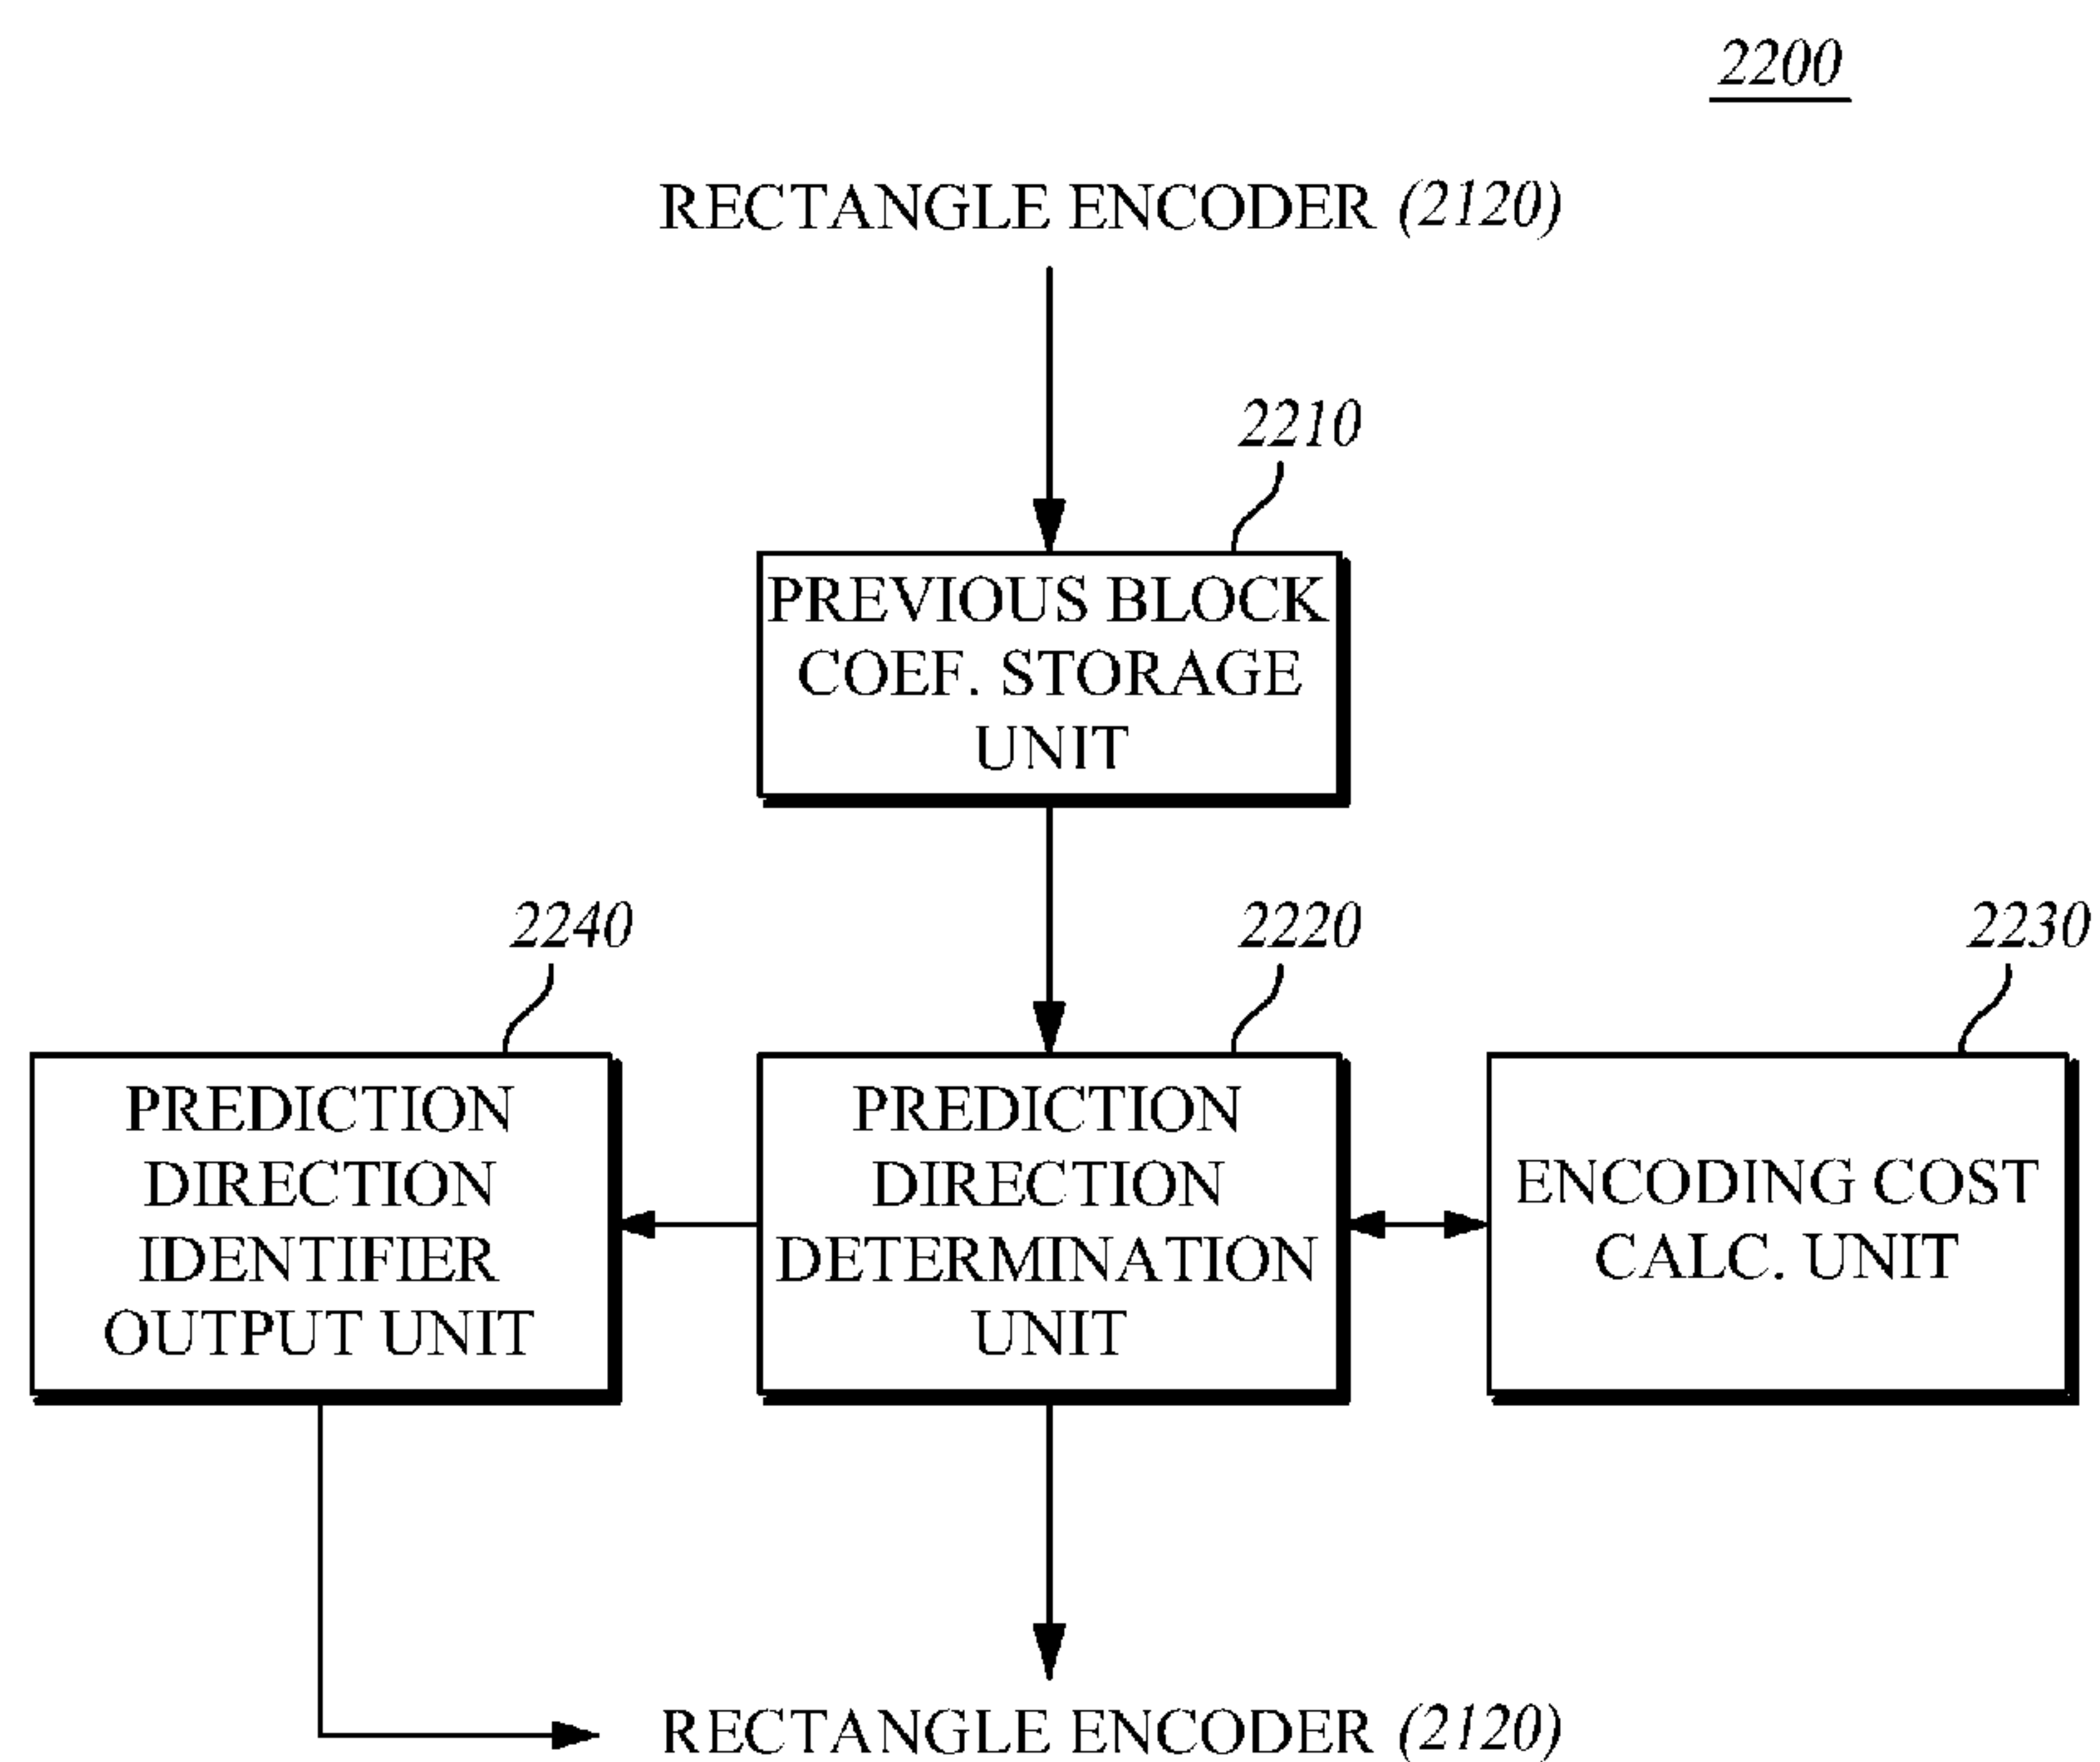 2200
RECTANGLE ENCODER (2120)
2210
PREVIOUS BLOCK
COEF. STORAGE
UNIT
2240
2220
2230
PREDICTION
DIRECTION
IDENTIFIER
OUTPUT UNIT
PREDICTION
DIRECTION
DETERMINATION
UNIT
ENCODING COST
CALC. UNIT
RECTANGLE ENCODER (2120)